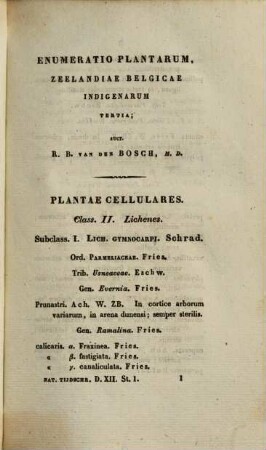 ENUMERATIO PLANTARUM,
ZEELANDIAE BELGICAE
INDIGENARUM
TERTIA;
AUCT.
R. B. VAN DEN BOSCH, M. D.
PLANTAE CELLULARES.
Class. II. Lichenes.
Subclass. I. LICH. GYMNOCARPI. Schrad.
Ord. PARMELIACEAE. Fries.
Trib. Usneaceae. Eschw.
Gen. Evernia. Fries.
Prunastri. Ach. W. ZB. In cortice arborum
variarum, in arena dunensi; semper sterilis.
Gen. Ramalina. Fries.
calicaris. α. Fraxinea. Fries.
« β. fastigiata. Fries.
« γ. canaliculata. Fries.
NAT. TIJDSCHR. D. XII. St. 1. 1